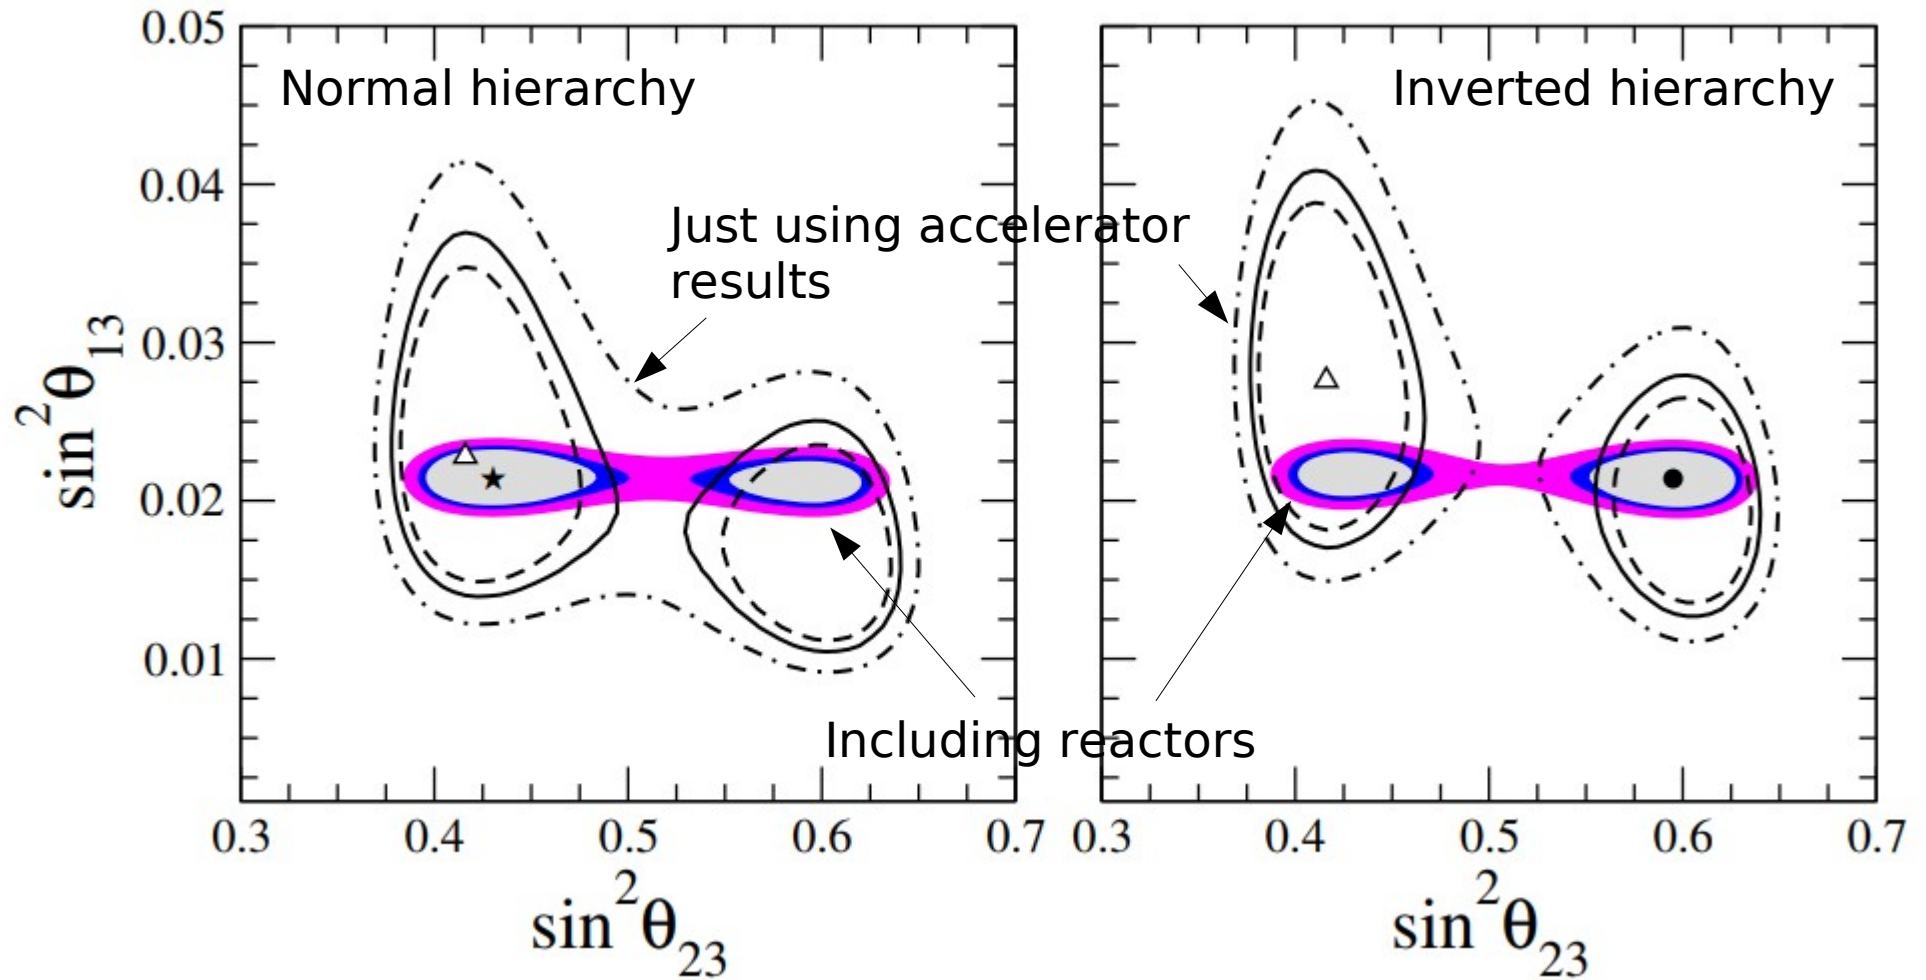 0.05
0.04
0.03
0.02
0.01
sin²θ₁₃
Normal hierarchy
Inverted hierarchy
Just using accelerator
results
Including reactors
0.3 0.4 0.5 0.6 0.7
0.3 0.4 0.5 0.6 0.7
sin²θ₂₃
sin²θ₂₃